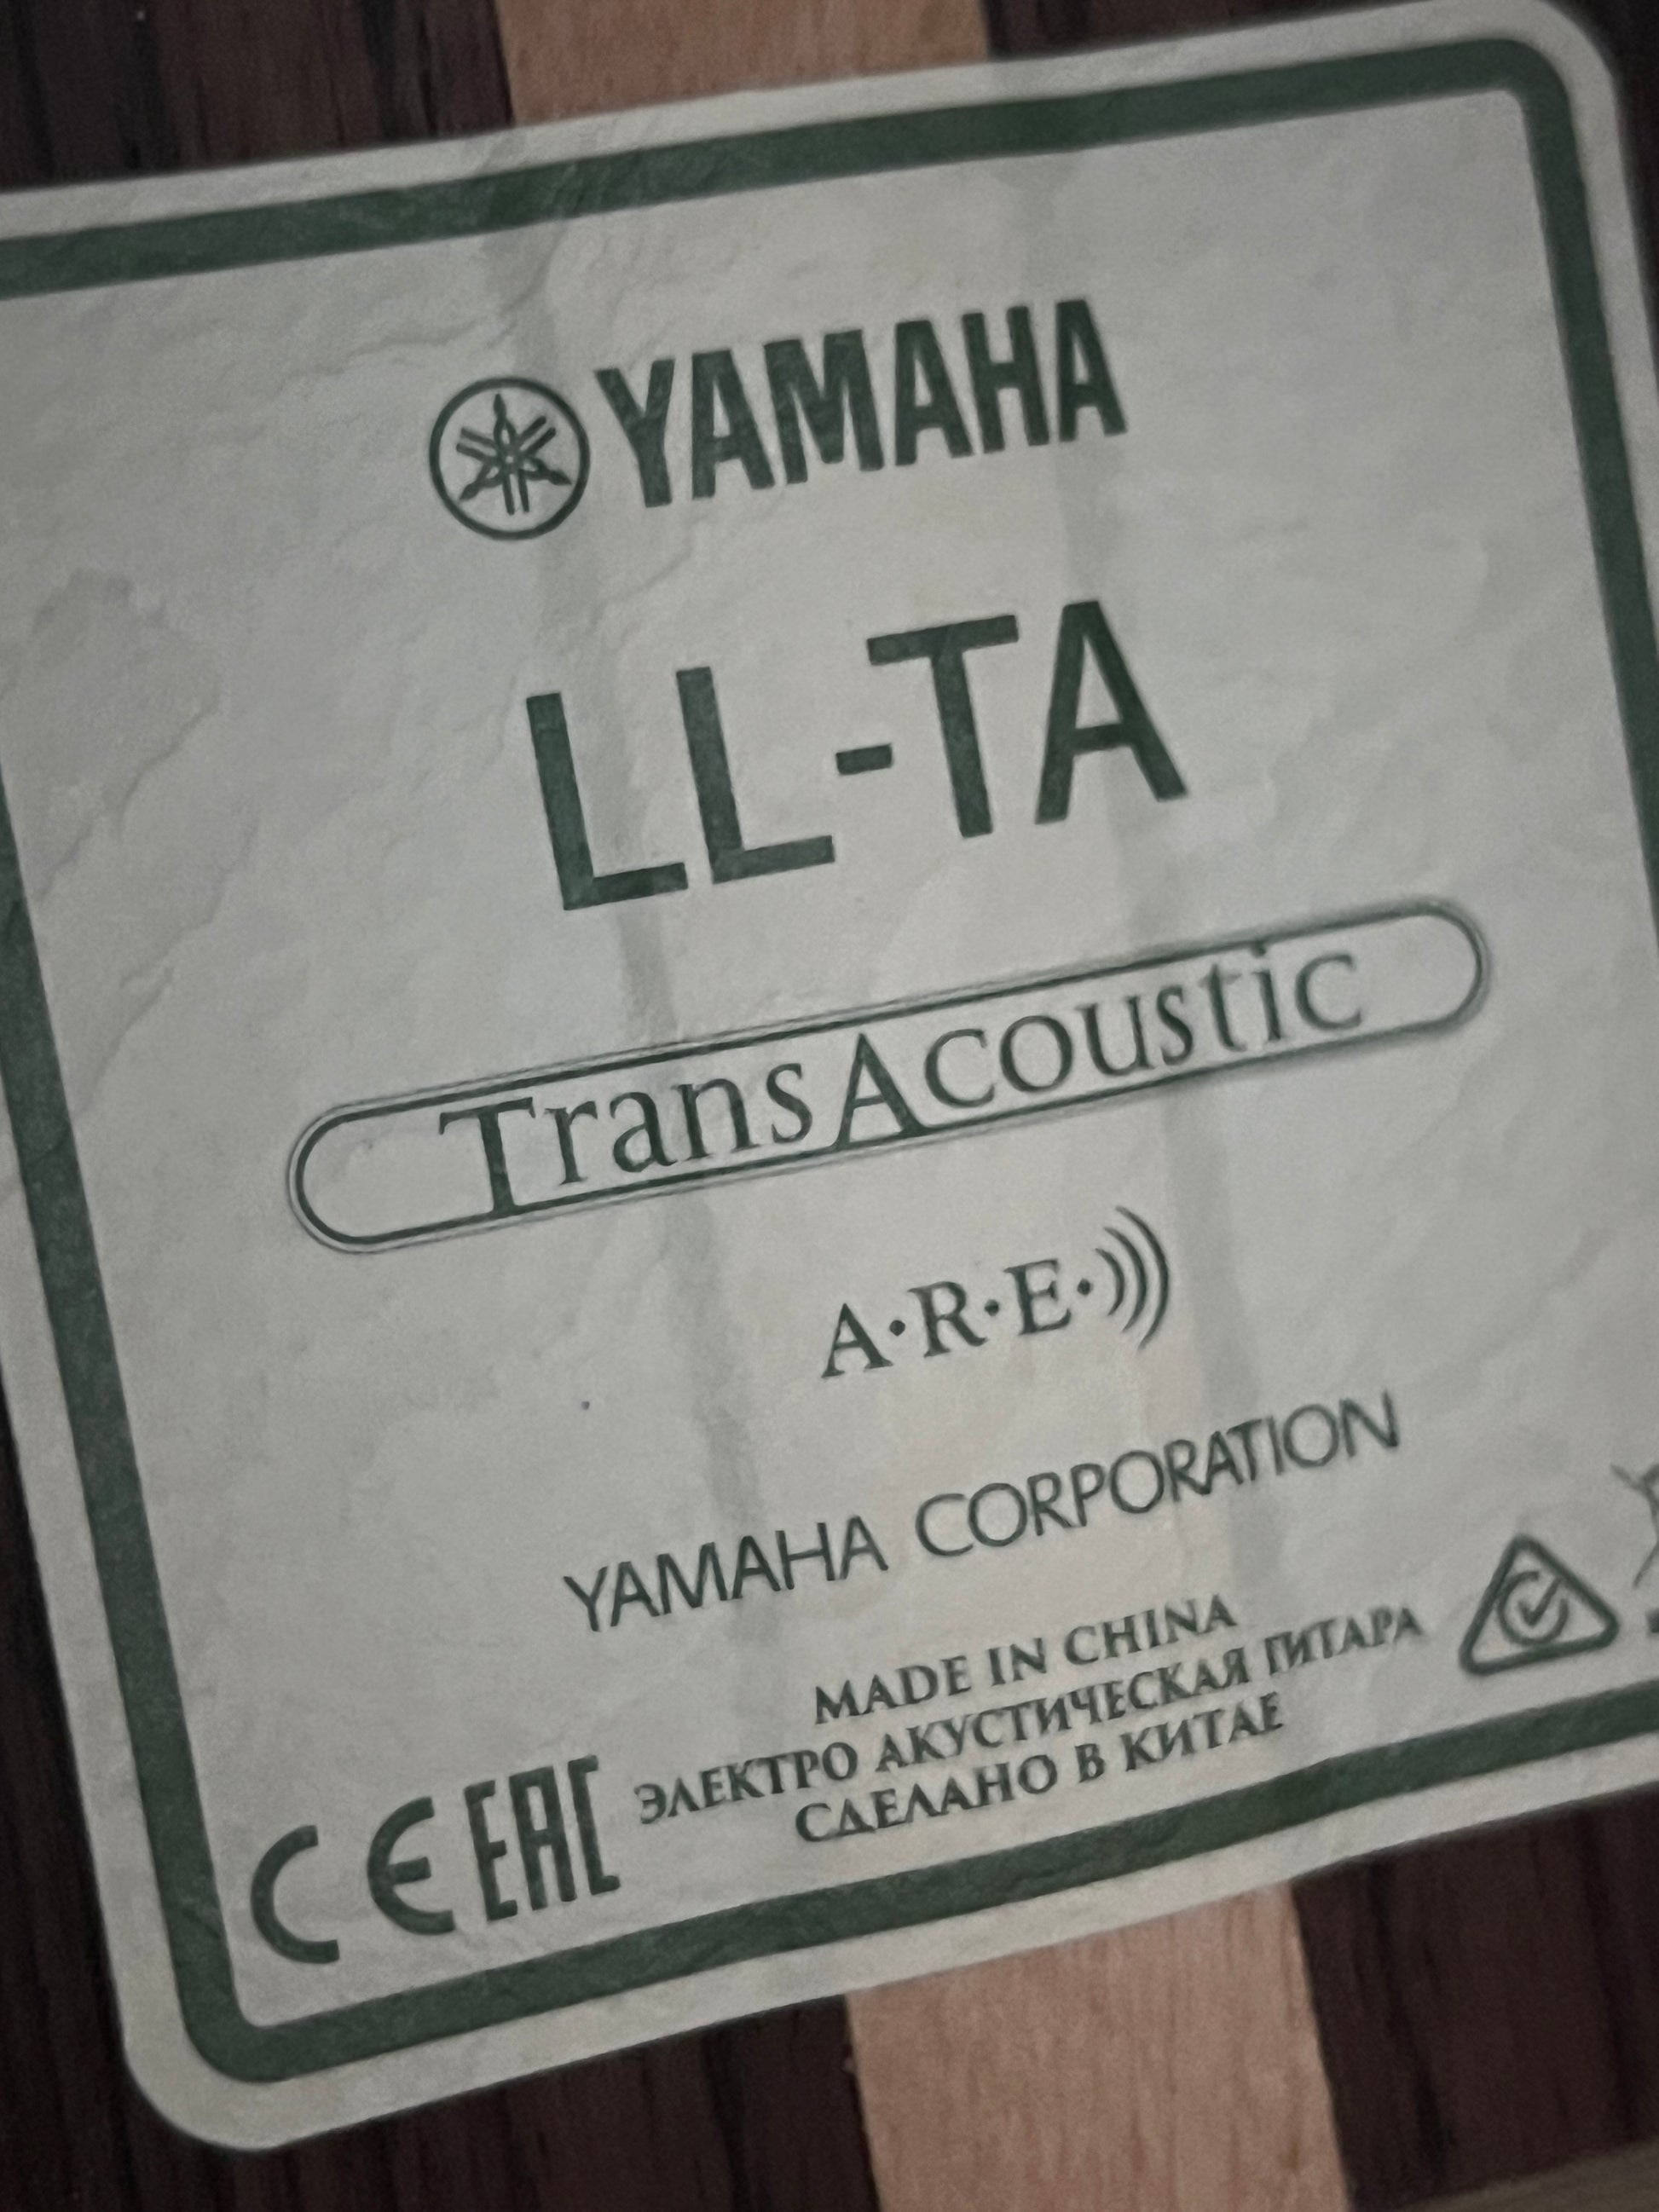 YAMAHA
LL-TA
TransAcoustic
A·R·E·
YAMAHA CORPORATION
MADE IN CHINA
ЭЛЕКТРО АКУСТИЧЕСКАЯ ГИТАРА
СДЕЛАНО В КИТАЕ
CE EAC